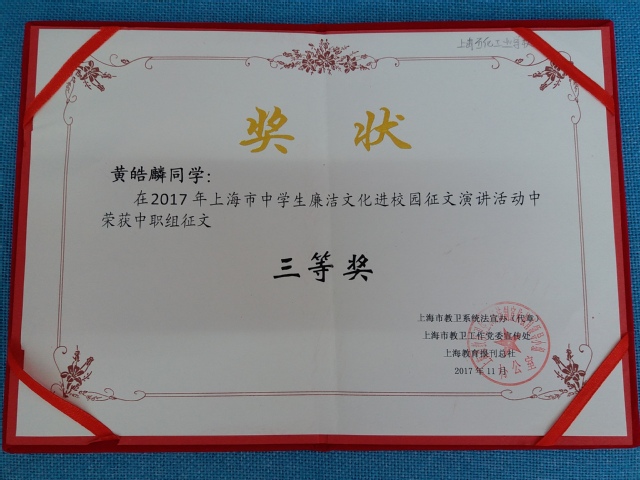 奖 状
黄皓麟同学：
在2017年上海市中学生廉洁文化进校园征文演讲活动中
荣获中职组征文
三等奖
上海市教卫系统法宣办（代章）
上海市教卫工作党委宣传处
上海教育报刊总社
2017年11月